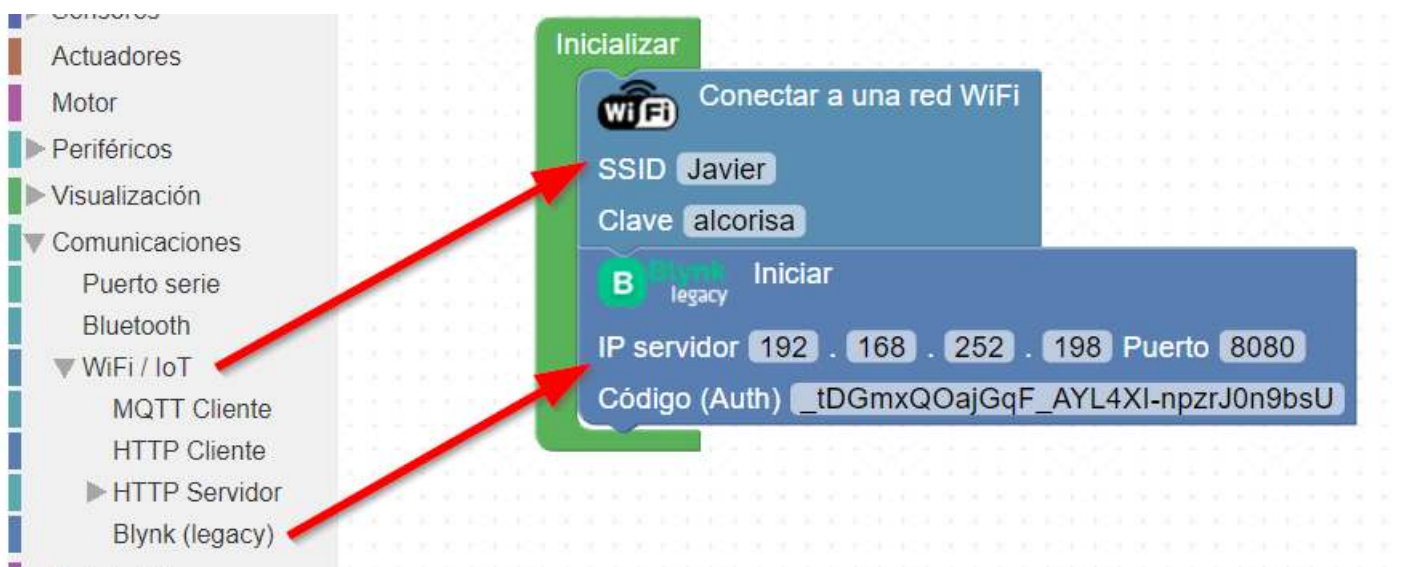 Sensores
Actuadores
Motor
Periféricos
Visualización
Comunicaciones
Puerto serie
Bluetooth
WiFi / IoT
MQTT Cliente
HTTP Cliente
HTTP Servidor
Blynk (legacy)
Inicializar
WiFi Conectar a una red WiFi
SSID Javier
Clave alcorisa
B Blynk legacy Iniciar
IP servidor 192 . 168 . 252 . 198 Puerto 8080
Código (Auth) _tDGmxQOajGqF_AYL4XI-npzrJ0n9bsU